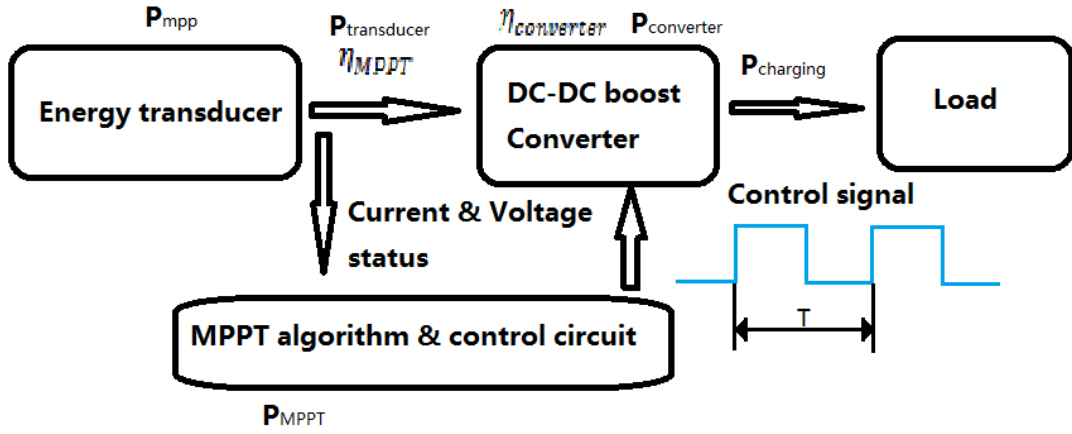 Pmpp
Ptransducer
ηMPPT
ηconverter
Pconverter
Energy transducer
DC-DC boost
Converter
Pcharging
Load
Current & Voltage
status
Control signal
T
MPPT algorithm & control circuit
PMPPT